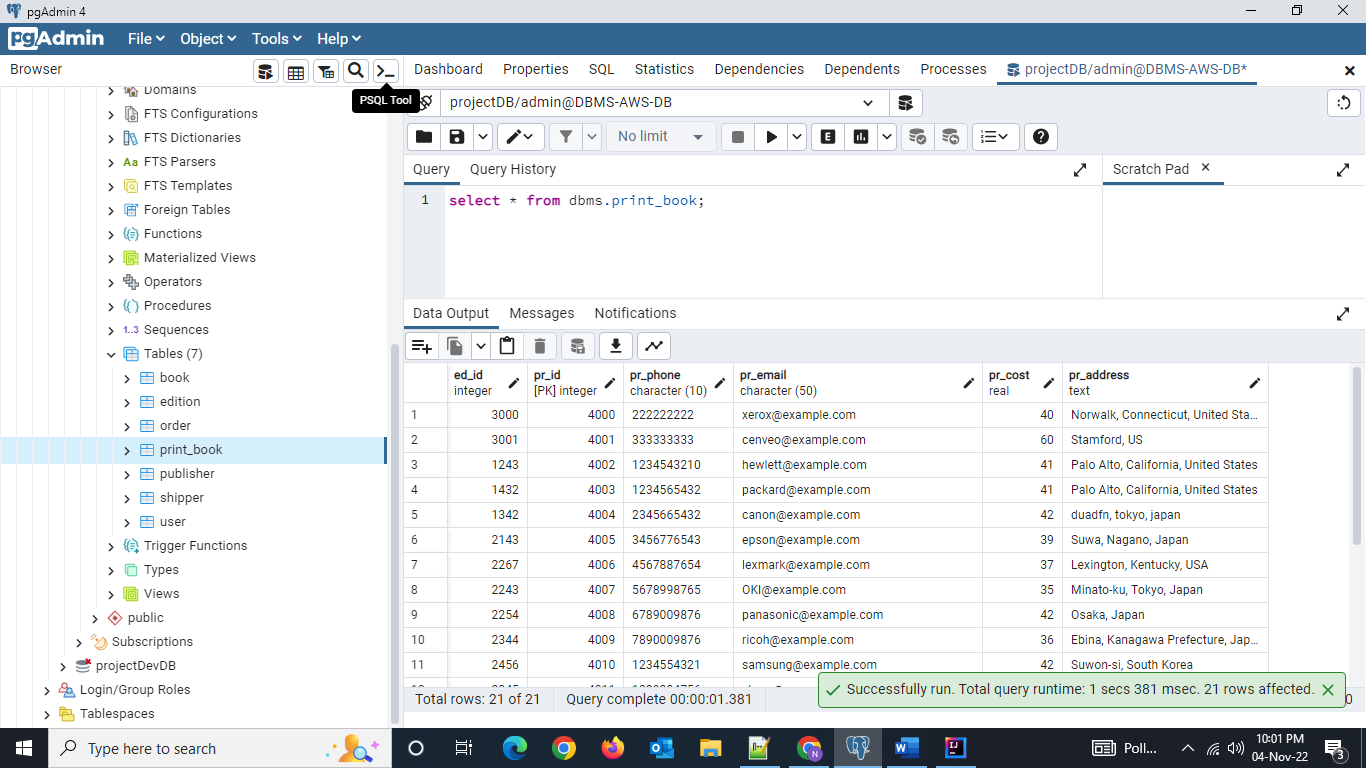 pgAdmin 4
pgAdmin File Object Tools Help
Browser
PSQL Tool
Dashboard Properties SQL Statistics Dependencies Dependents Processes projectDB/admin@DBMS-AWS-DB*
Domains
FTS Configurations
FTS Dictionaries
Aa FTS Parsers
FTS Templates
Foreign Tables
Functions
Materialized Views
Operators
Procedures
1..3 Sequences
Tables (7)
book
edition
order
print_book
publisher
shipper
user
Trigger Functions
Types
Views
public
Subscriptions
projectDevDB
Login/Group Roles
Tablespaces
projectDB/admin@DBMS-AWS-DB
No limit
E
Query Query History
Scratch Pad
1 select * from dbms.print_book;
Data Output Messages Notifications
ed_id pr_id pr_phone pr_email pr_cost pr_address
integer [PK] integer character (10) character (50) real text
1 3000 4000 222222222 xerox@example.com 40 Norwalk, Connecticut, United Sta...
2 3001 4001 333333333 cenveo@example.com 60 Stamford, US
3 1243 4002 1234543210 hewlett@example.com 41 Palo Alto, California, United States
4 1432 4003 1234565432 packard@example.com 41 Palo Alto, California, United States
5 1342 4004 2345665432 canon@example.com 42 duadfn, tokyo, japan
6 2143 4005 3456776543 epson@example.com 39 Suwa, Nagano, Japan
7 2267 4006 4567887654 lexmark@example.com 37 Lexington, Kentucky, USA
8 2243 4007 5678998765 OKI@example.com 35 Minato-ku, Tokyo, Japan
9 2254 4008 6789009876 panasonic@example.com 42 Osaka, Japan
10 2344 4009 7890009876 ricoh@example.com 36 Ebina, Kanagawa Prefecture, Jap...
11 2456 4010 1234554321 samsung@example.com 42 Suwon-si, South Korea
Total rows: 21 of 21 Query complete 00:00:01.381
Successfully run. Total query runtime: 1 secs 381 msec. 21 rows affected.
Type here to search
Poll...
10:01 PM
04-Nov-22
3